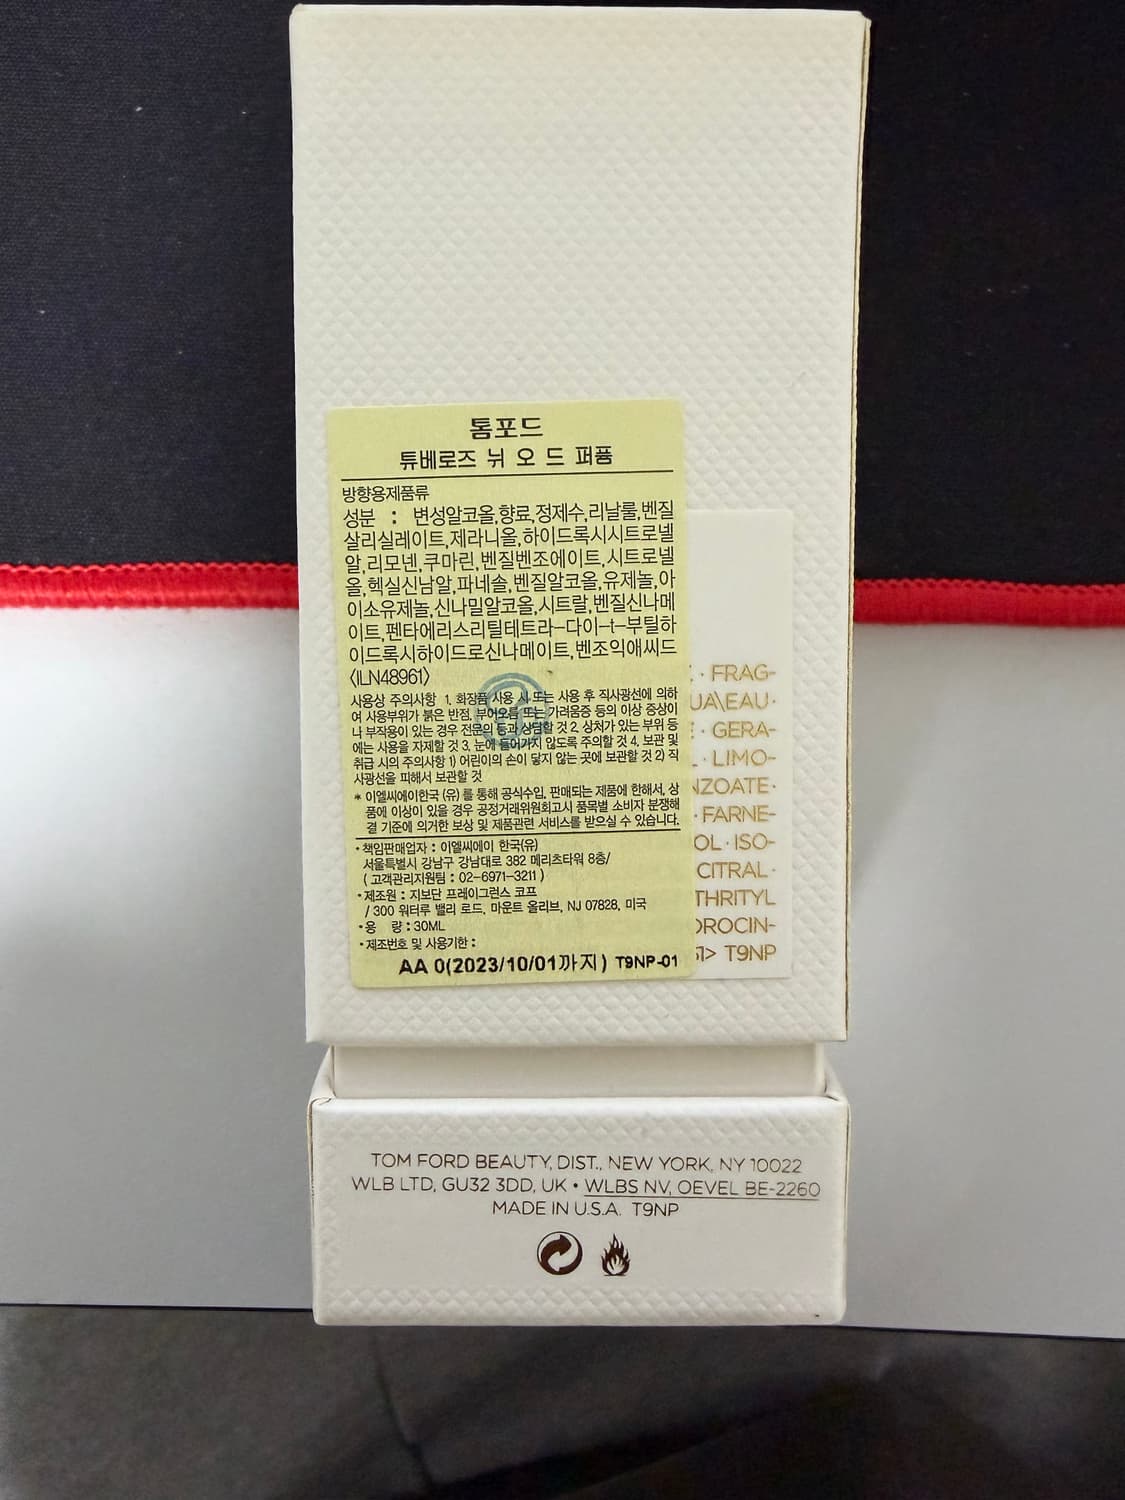 톰포드
튜베로즈 뉘 오 드 퍼퓸
방향용제품류
성분 : 변성알코올,향료,정제수,리날룰,벤질
살리실레이트,제라니올,하이드록시시트로넬
알,리모넨,쿠마린,벤질벤조에이트,시트로넬
올,헥실신남알,파네솔,벤질알코올,유제놀,아
이소유제놀,신나밀알코올,시트랄,벤질신나메
이트,펜타에리스리틸테트라-다이-t-부틸하
이드록시하이드로신나메이트,벤조익애씨드
〈ILN48961〉
사용상 주의사항 1. 화장품 사용 시 또는 사용 후 직사광선에 의하
여 사용부위가 붉은 반점, 부어오름 또는 가려움증 등의 이상 증상이
나 부작용이 있는 경우 전문의 등과 상담할 것 2. 상처가 있는 부위 등
에는 사용을 자제할 것 3. 눈에 들어가지 않도록 주의할 것 4. 보관 및
취급 시의 주의사항 1) 어린이의 손이 닿지 않는 곳에 보관할 것 2) 직
사광선을 피해서 보관할 것
* 이엘씨에이한국 (유) 를 통해 공식수입, 판매되는 제품에 한해서, 상
품에 이상이 있을 경우 공정거래위원회고시 품목별 소비자 분쟁해
결 기준에 의거한 보상 및 제품관련 서비스를 받으실 수 있습니다.
·책임판매업자 : 이엘씨에이 한국(유)
서울특별시 강남구 강남대로 382 메리츠타워 8층/
( 고객관리지원팀 : 02-6971-3211 )
·제조원 : 지보단 프레이그런스 코프
/ 300 워터루 밸리 로드, 마운트 올리브, NJ 07828, 미국
·용 량 : 30ML
·제조번호 및 사용기한 :
AA 0(2023/10/01까지) T9NP-01
· FRAG-
UA\EAU ·
· GERA-
· LIMO-
NZOATE ·
· FARNE-
OL · ISO-
CITRAL ·
THRITYL
DROCIN-
> T9NP
TOM FORD BEAUTY, DIST., NEW YORK, NY 10022
WLB LTD, GU32 3DD, UK • WLBS NV, OEVEL BE-2260
MADE IN U.S.A. T9NP